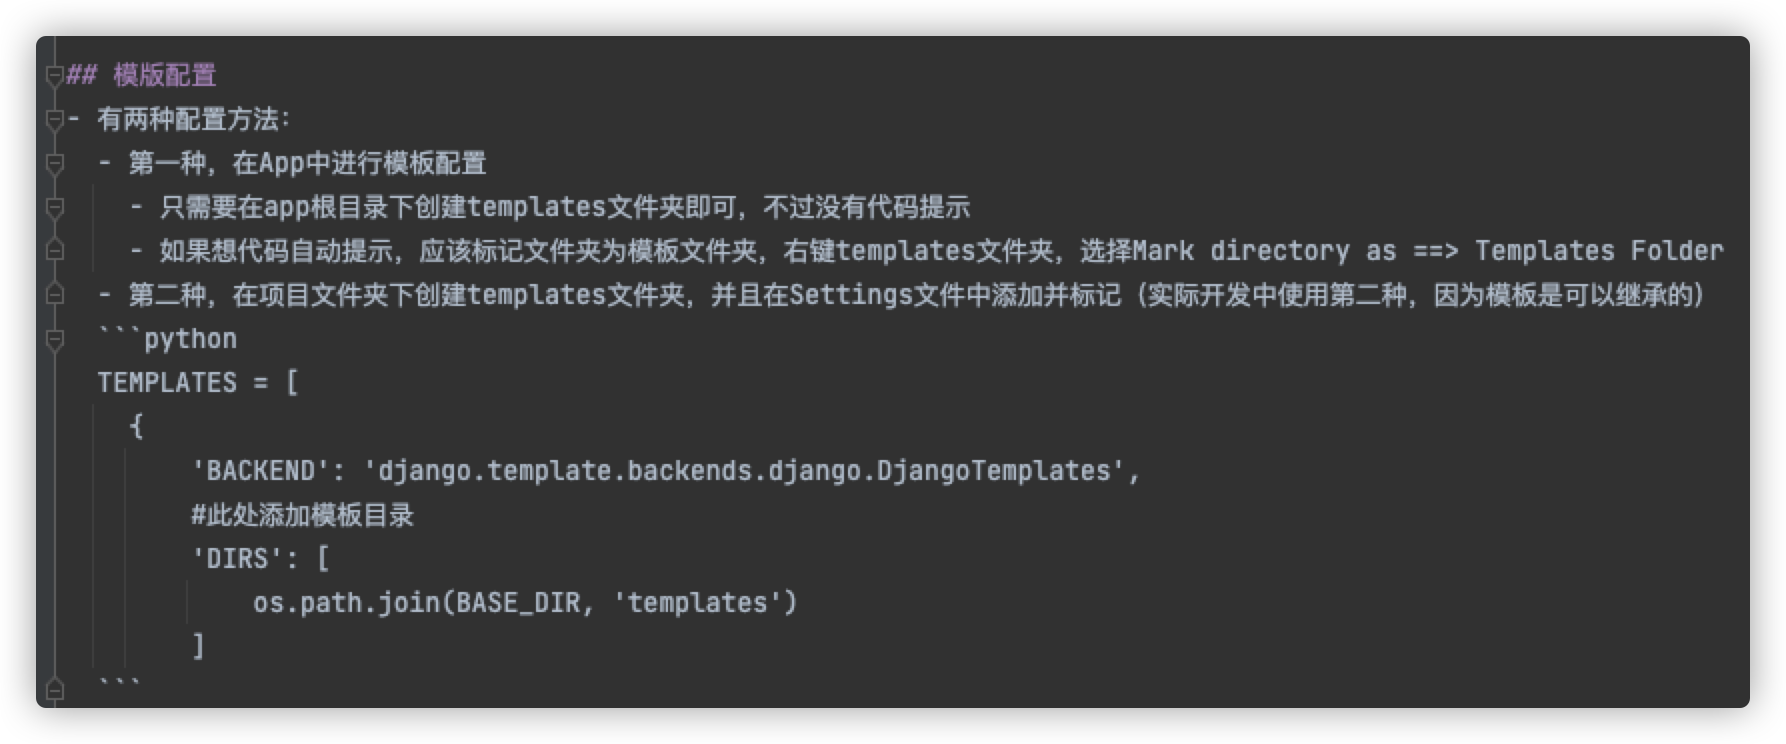 ## 模版配置
- 有两种配置方法：
  - 第一种，在App中进行模板配置
    - 只需要在app根目录下创建templates文件夹即可，不过没有代码提示
    - 如果想代码自动提示，应该标记文件夹为模板文件夹，右键templates文件夹，选择Mark directory as ==> Templates Folder
  - 第二种，在项目文件夹下创建templates文件夹，并且在Settings文件中添加并标记（实际开发中使用第二种，因为模板是可以继承的）
  ```python
  TEMPLATES = [
    {
        'BACKEND': 'django.template.backends.django.DjangoTemplates',
        #此处添加模板目录
        'DIRS': [
            os.path.join(BASE_DIR, 'templates')
        ]
  ```